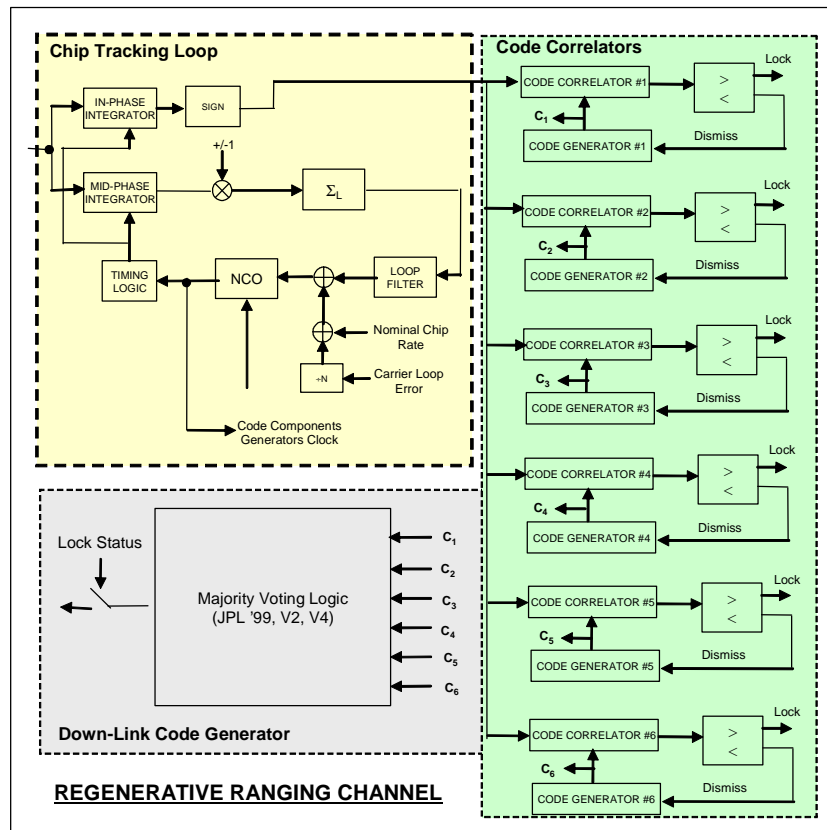 Chip Tracking Loop
IN-PHASE
INTEGRATOR
SIGN
+/-1
MID-PHASE
INTEGRATOR
ΣL
TIMING
LOGIC
NCO
LOOP
FILTER
Nominal Chip
Rate
÷N
Carrier Loop
Error
Code Components
Generators Clock
Code Correlators
CODE CORRELATOR #1
>
<
Lock
C1
Dismiss
CODE GENERATOR #1
CODE CORRELATOR #2
>
<
Lock
C2
Dismiss
CODE GENERATOR #2
CODE CORRELATOR #3
>
<
Lock
C3
Dismiss
CODE GENERATOR #3
CODE CORRELATOR #4
>
<
Lock
C4
Dismiss
CODE GENERATOR #4
CODE CORRELATOR #5
>
<
Lock
C5
Dismiss
CODE GENERATOR #5
CODE CORRELATOR #6
>
<
Lock
C6
Dismiss
CODE GENERATOR #6
Lock Status
Majority Voting Logic
(JPL '99, V2, V4)
C1
C2
C3
C4
C5
C6
Down-Link Code Generator
REGENERATIVE RANGING CHANNEL